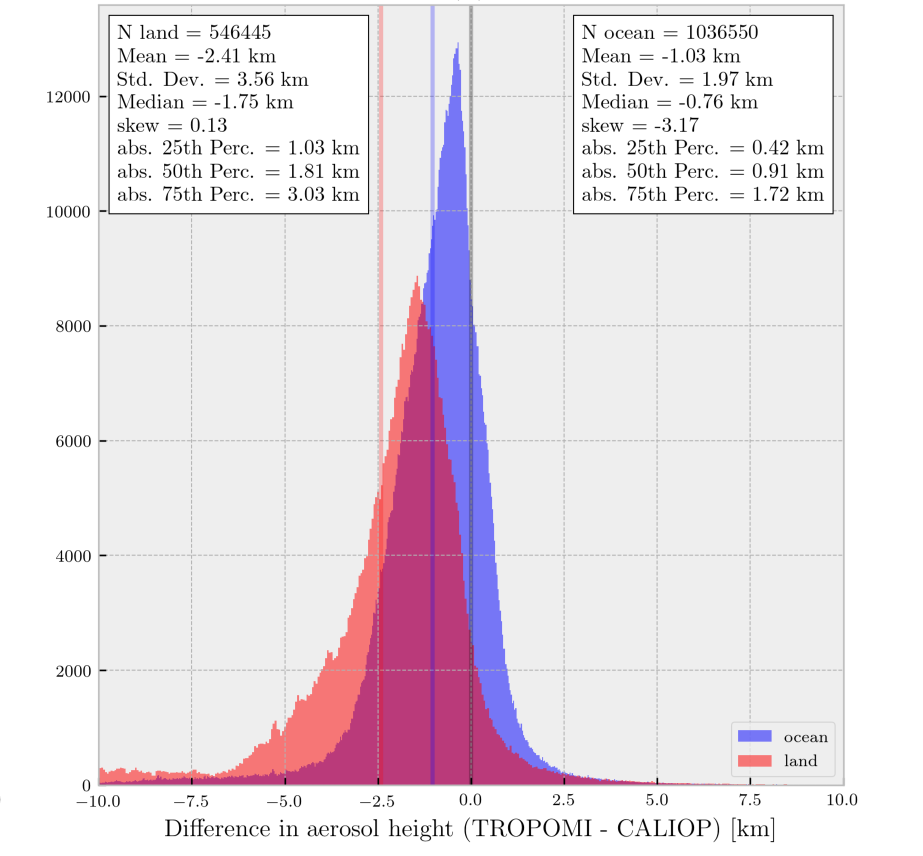 N land = 546445
Mean = -2.41 km
Std. Dev. = 3.56 km
Median = -1.75 km
skew = 0.13
abs. 25th Perc. = 1.03 km
abs. 50th Perc. = 1.81 km
abs. 75th Perc. = 3.03 km
N ocean = 1036550
Mean = -1.03 km
Std. Dev. = 1.97 km
Median = -0.76 km
skew = -3.17
abs. 25th Perc. = 0.42 km
abs. 50th Perc. = 0.91 km
abs. 75th Perc. = 1.72 km
12000
10000
8000
6000
4000
2000
0
ocean
land
−10.0 −7.5 −5.0 −2.5 0.0 2.5 5.0 7.5 10.0
Difference in aerosol height (TROPOMI - CALIOP) [km]